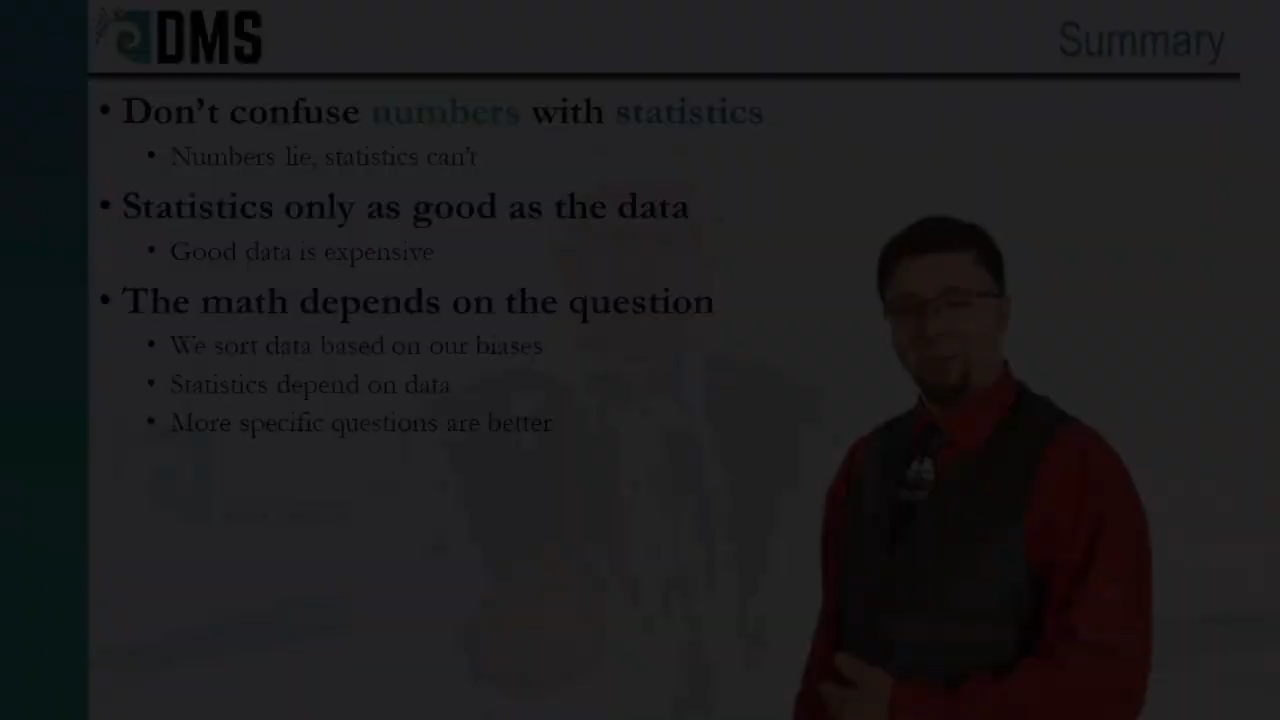 DMS
Summary
• Don't confuse numbers with statistics
• Numbers lie, statistics can't
• Statistics only as good as the data
• Good data is expensive
• The math depends on the question
• We sort data based on our biases
• Statistics depend on data
• More specific questions are better